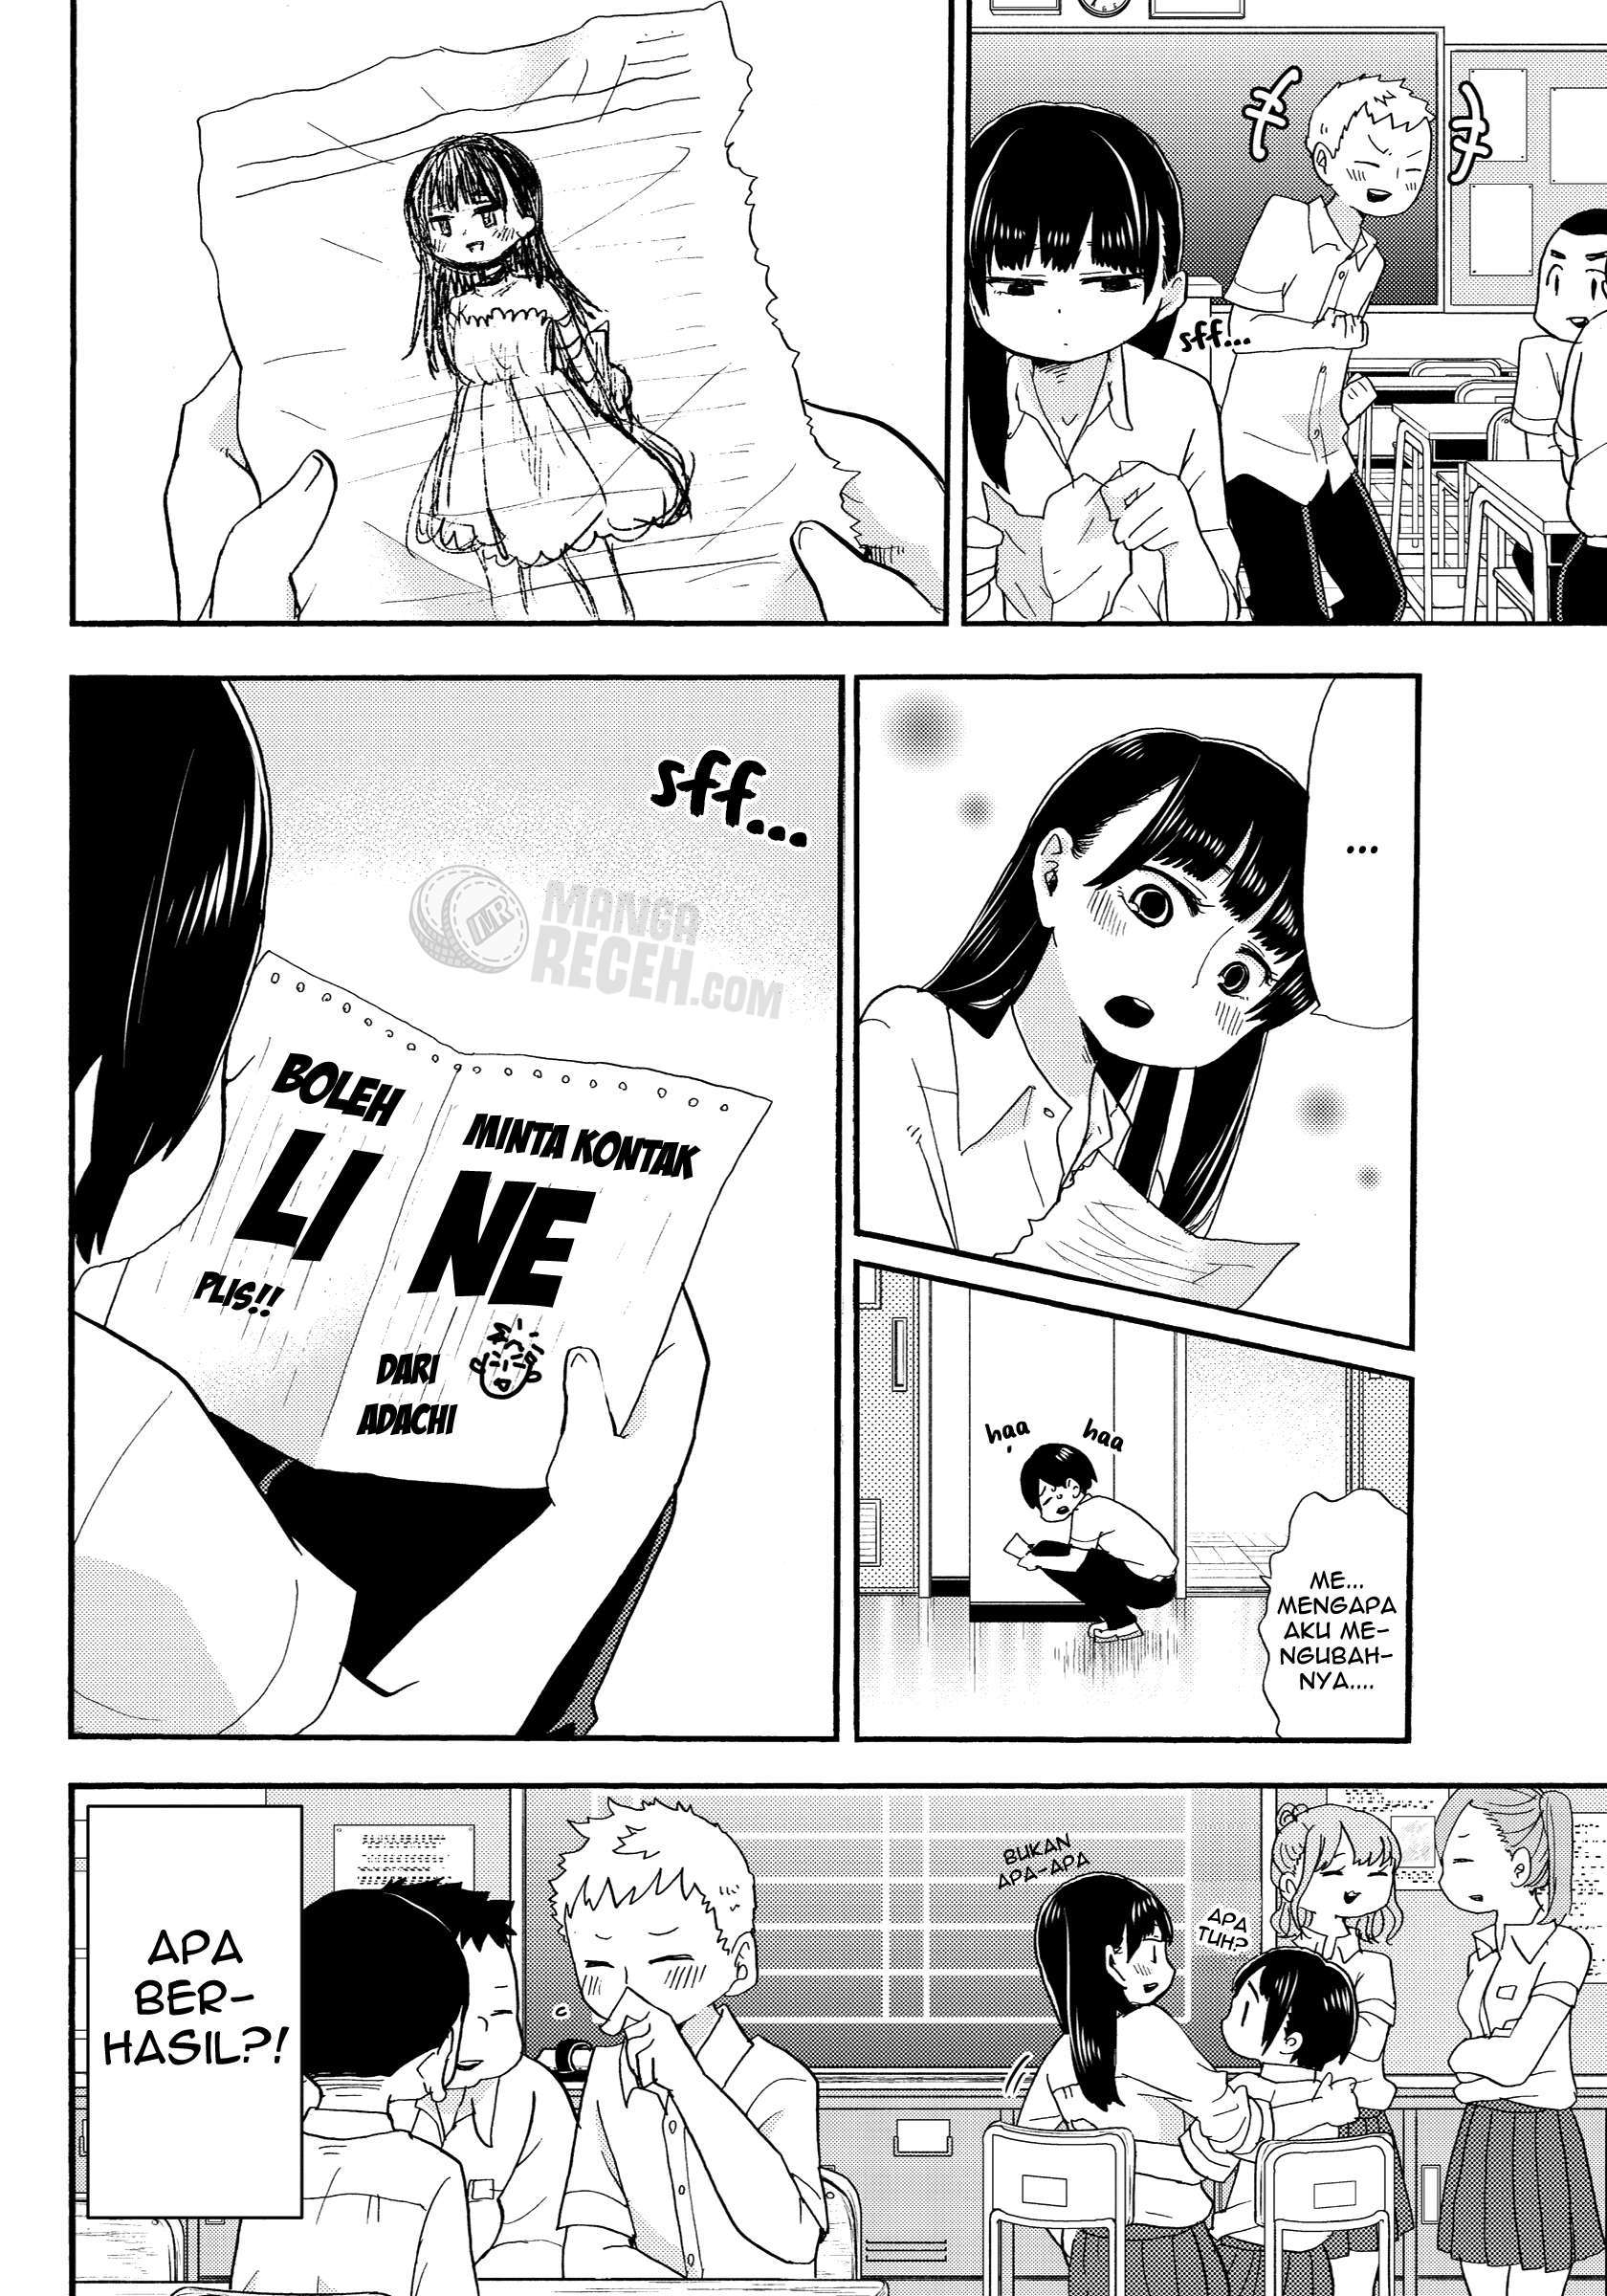 sff...
...
ME...
MENGAPA
AKU ME-
NGUBAH-
NYA....
haa
haa
sff...
MANGA
RECEH.COM
MR
BOLEH
LI
PLIS!!
MINTA KONTAK
NE
DARI
ADACHI
BUKAN
APA-APA
APA
TUH?
APA
BER-
HASIL?!